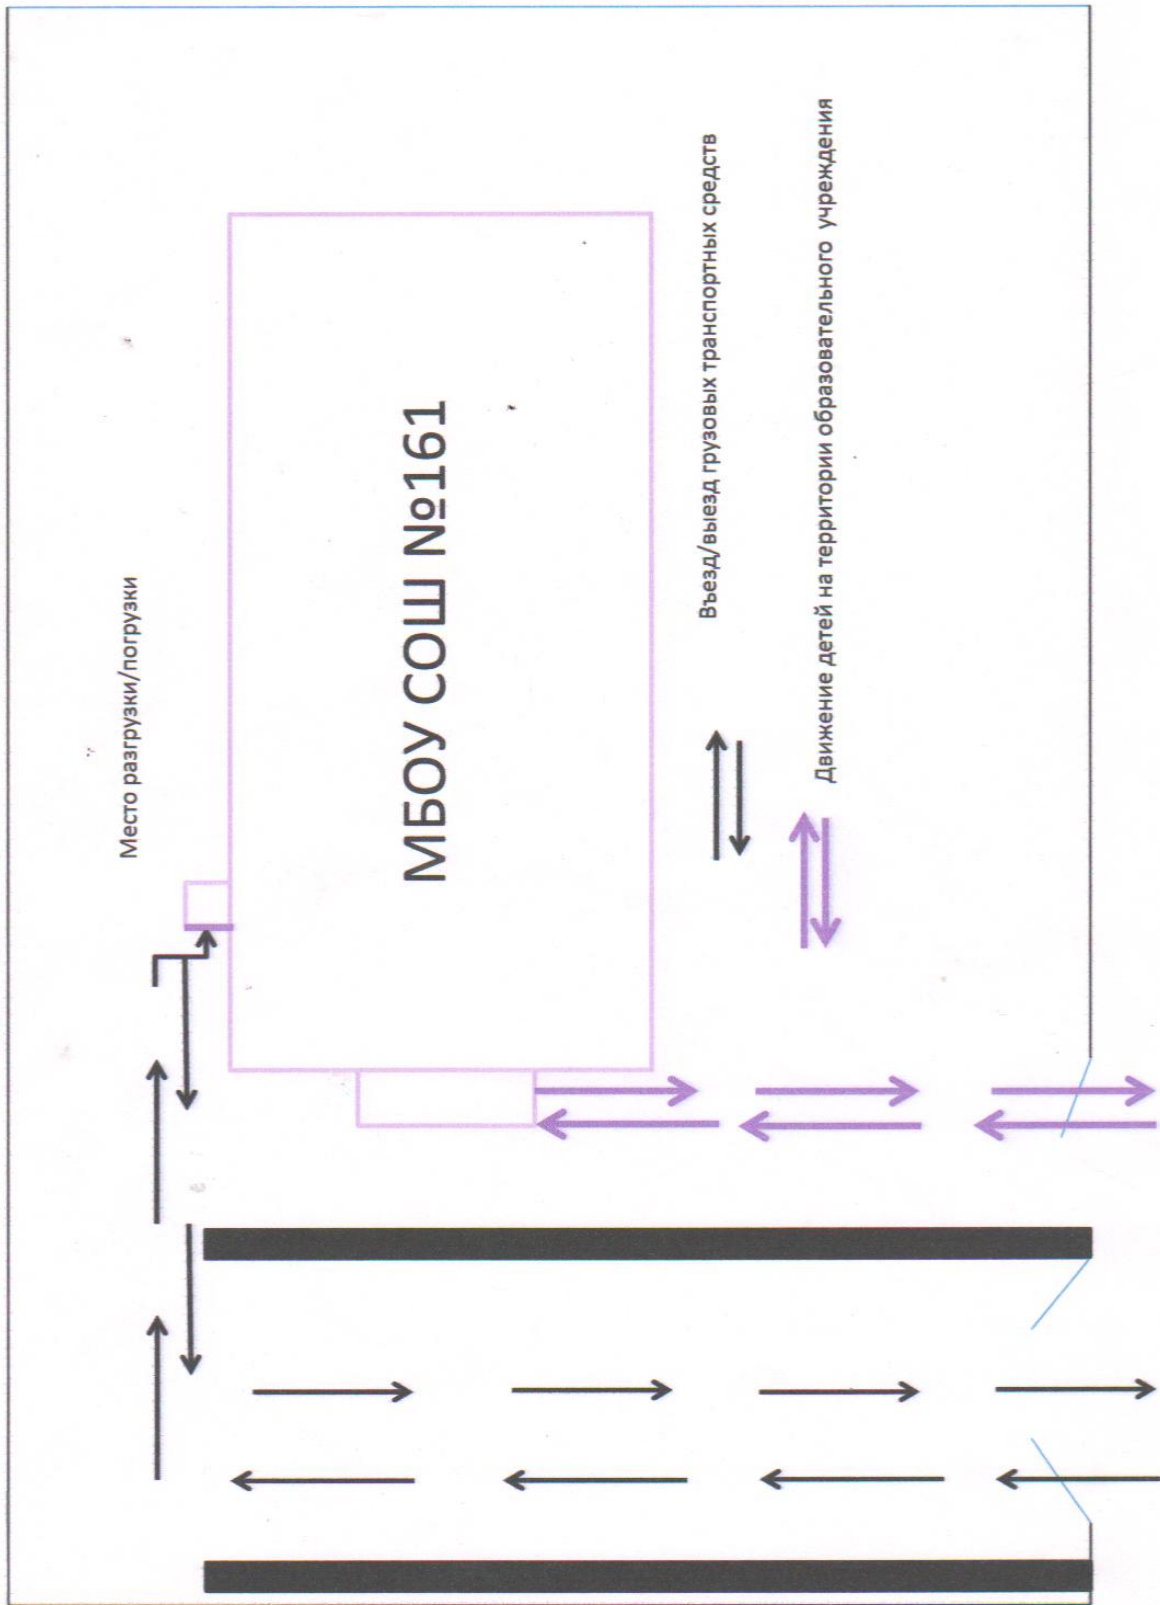 Место разгрузки/погрузки
МБОУ СОШ №161
Въезд/выезд грузовых транспортных средств
Движение детей на территории образовательного учреждения